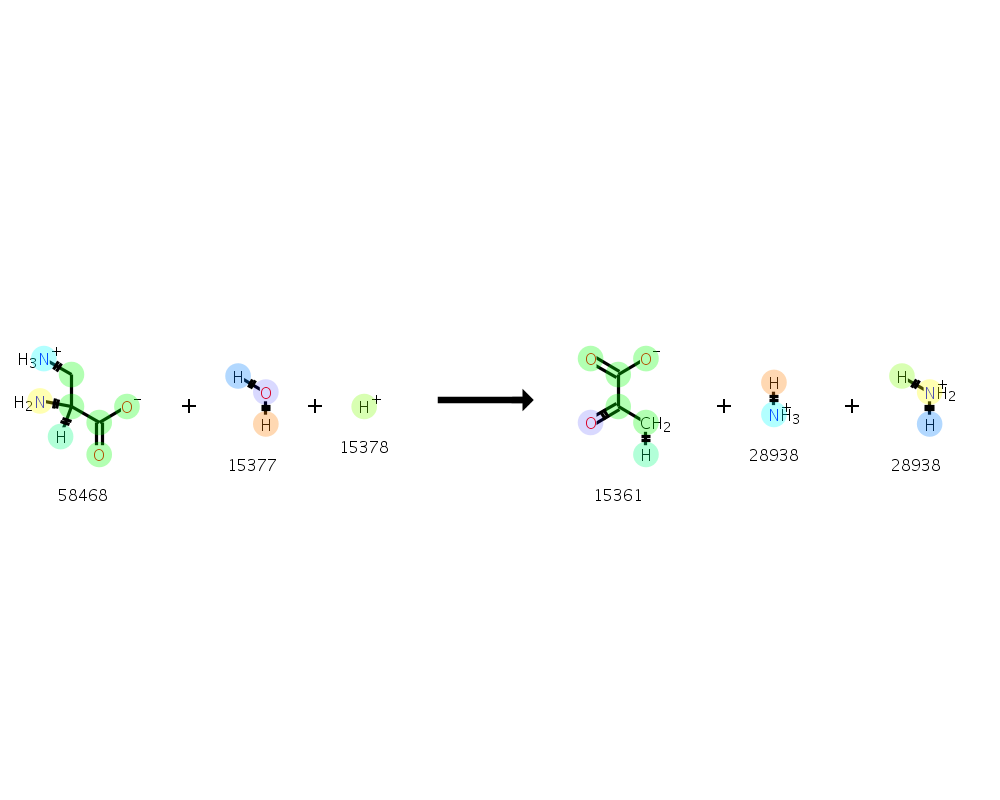 H3N+
H2N
H
O
O−
58468
+
H
O
H
15377
+
H+
15378
O
O−
O
CH2
H
15361
+
H
NH3+
28938
+
H
NH2+
H
28938